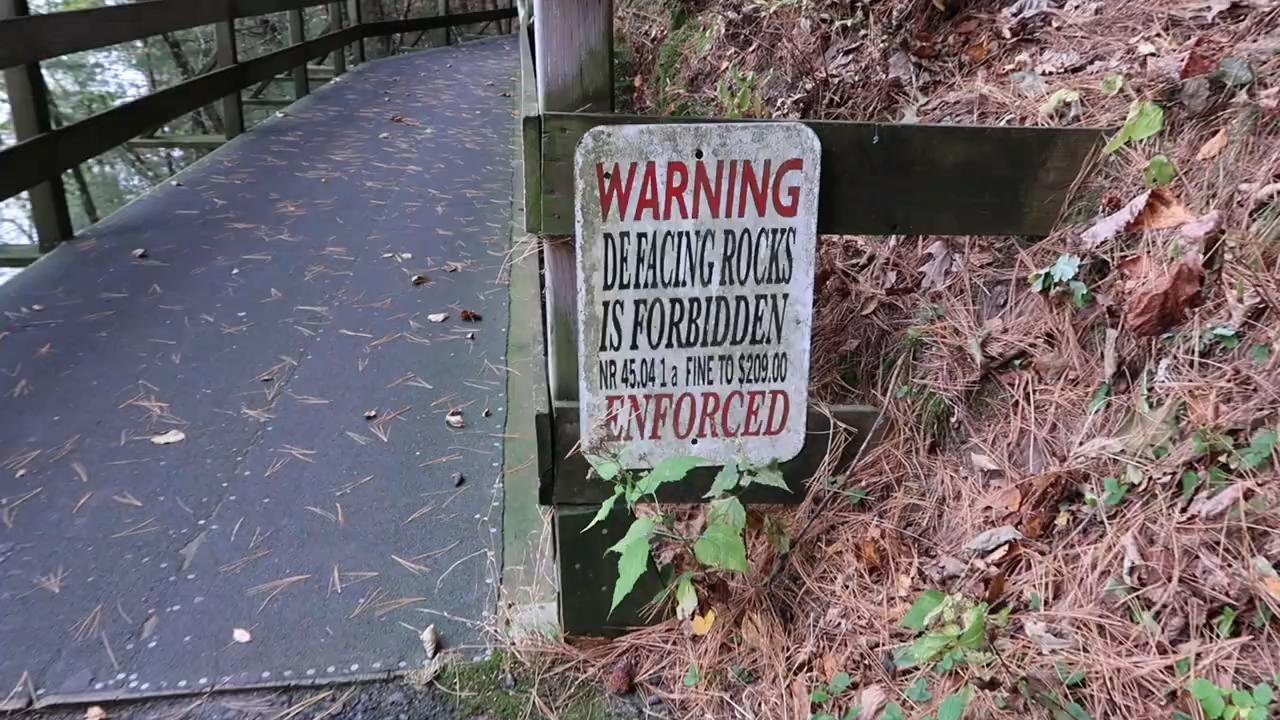 WARNING
DEFACING ROCKS
IS FORBIDDEN
NR 45.04 1 a FINE TO $209.00
ENFORCED